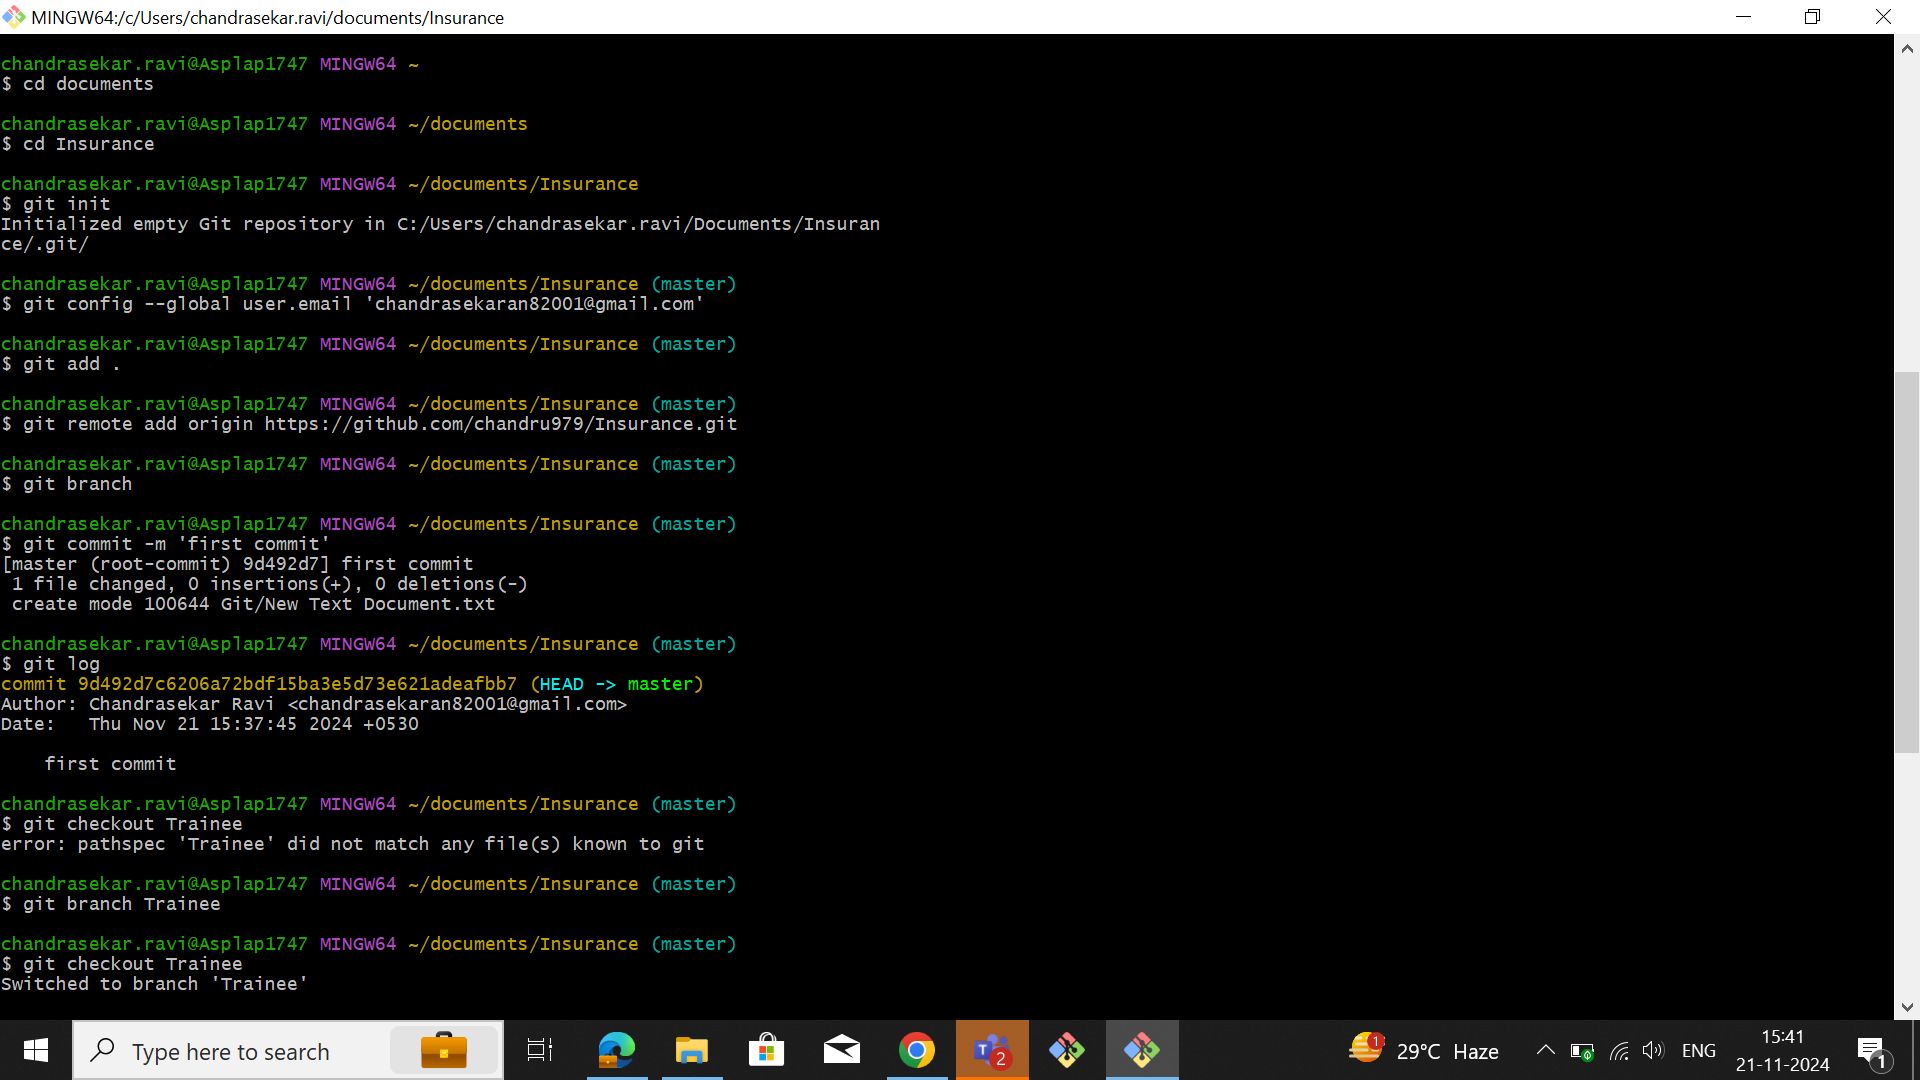 MINGW64:/c/Users/chandrasekar.ravi/documents/Insurance
chandrasekar.ravi@Asplap1747 MINGW64 ~
$ cd documents
chandrasekar.ravi@Asplap1747 MINGW64 ~/documents
$ cd Insurance
chandrasekar.ravi@Asplap1747 MINGW64 ~/documents/Insurance
$ git init
Initialized empty Git repository in C:/Users/chandrasekar.ravi/Documents/Insuran
ce/.git/
chandrasekar.ravi@Asplap1747 MINGW64 ~/documents/Insurance (master)
$ git config --global user.email 'chandrasekaran82001@gmail.com'
chandrasekar.ravi@Asplap1747 MINGW64 ~/documents/Insurance (master)
$ git add .
chandrasekar.ravi@Asplap1747 MINGW64 ~/documents/Insurance (master)
$ git remote add origin https://github.com/chandru979/Insurance.git
chandrasekar.ravi@Asplap1747 MINGW64 ~/documents/Insurance (master)
$ git branch
chandrasekar.ravi@Asplap1747 MINGW64 ~/documents/Insurance (master)
$ git commit -m 'first commit'
[master (root-commit) 9d492d7] first commit
1 file changed, 0 insertions(+), 0 deletions(-)
create mode 100644 Git/New Text Document.txt
chandrasekar.ravi@Asplap1747 MINGW64 ~/documents/Insurance (master)
$ git log
commit 9d492d7c6206a72bdf15ba3e5d73e621adeafbb7 (HEAD -> master)
Author: Chandrasekar Ravi <chandrasekaran82001@gmail.com>
Date:   Thu Nov 21 15:37:45 2024 +0530
first commit
chandrasekar.ravi@Asplap1747 MINGW64 ~/documents/Insurance (master)
$ git checkout Trainee
error: pathspec 'Trainee' did not match any file(s) known to git
chandrasekar.ravi@Asplap1747 MINGW64 ~/documents/Insurance (master)
$ git branch Trainee
chandrasekar.ravi@Asplap1747 MINGW64 ~/documents/Insurance (master)
$ git checkout Trainee
Switched to branch 'Trainee'
Type here to search
T 2
1
29°C Haze
ENG
15:41
21-11-2024
1